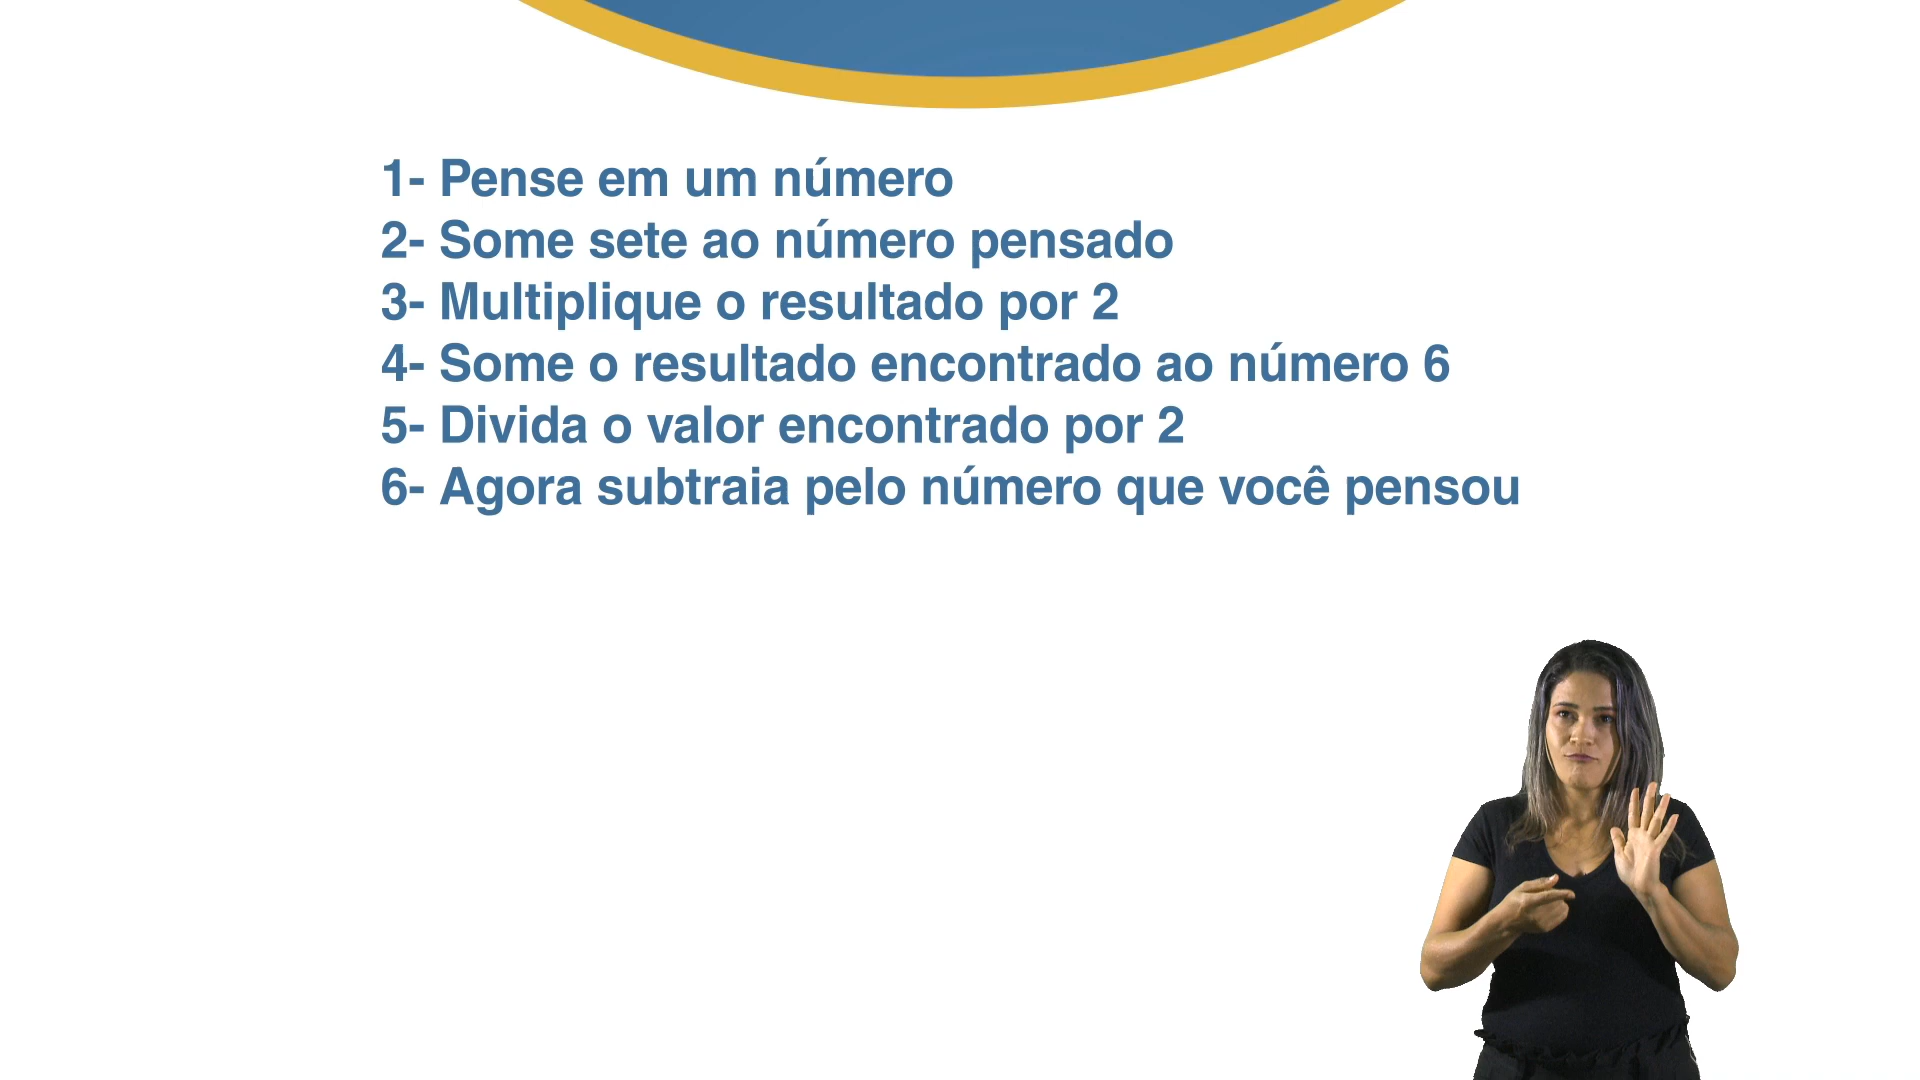 1- Pense em um número
2- Some sete ao número pensado
3- Multiplique o resultado por 2
4- Some o resultado encontrado ao número 6
5- Divida o valor encontrado por 2
6- Agora subtraia pelo número que você pensou